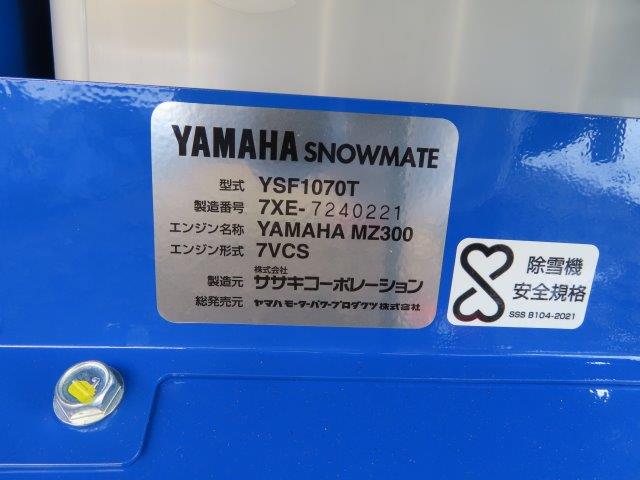 YAMAHA SNOWMATE
型式 YSF1070T
製造番号 7XE-7240221
エンジン名称 YAMAHA MZ300
エンジン形式 7VCS
製造元 株式会社 ササキコーポレーション
総発売元 ヤマハモーターパワープロダクツ株式会社
除雪機
安全規格
SSS B104-2021